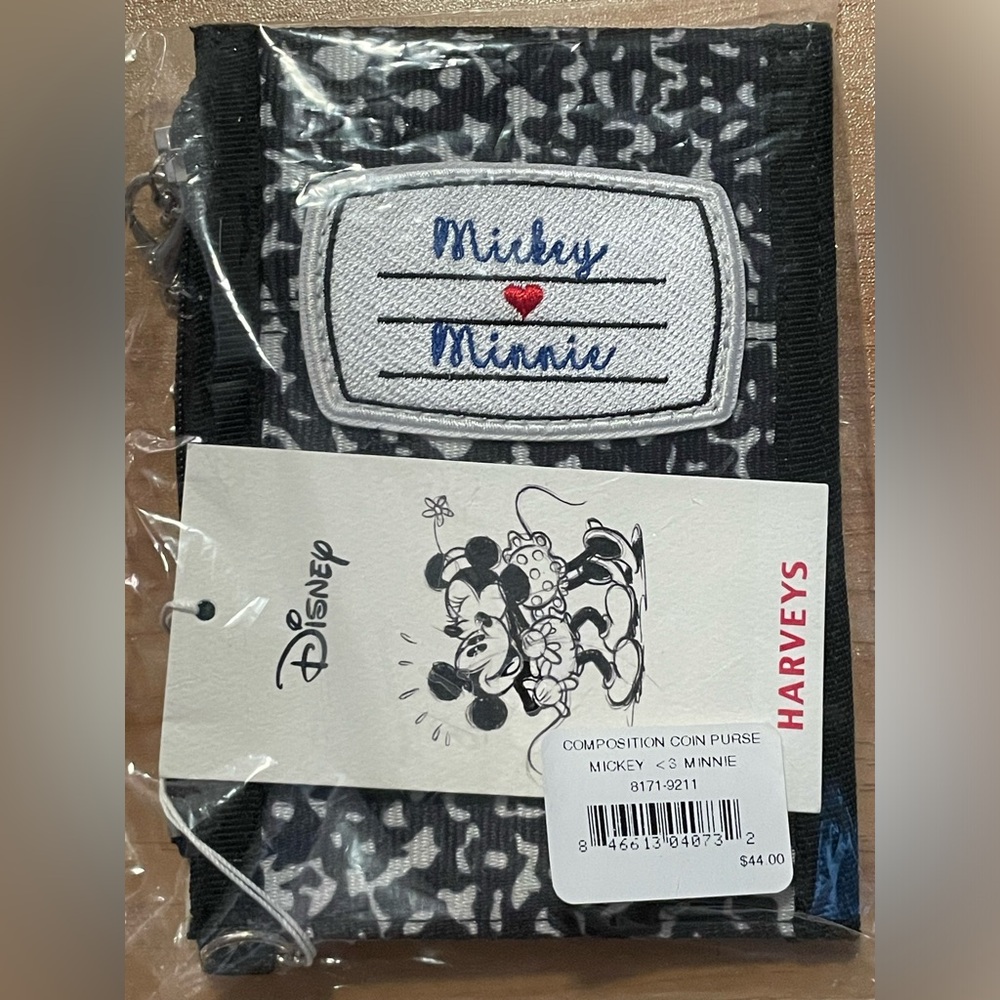 Mickey
Minnie
Disney
HARVEYS
COMPOSITION COIN PURSE
MICKEY <3 MINNIE
8171-9211
8 46613 04073 2
$44.00